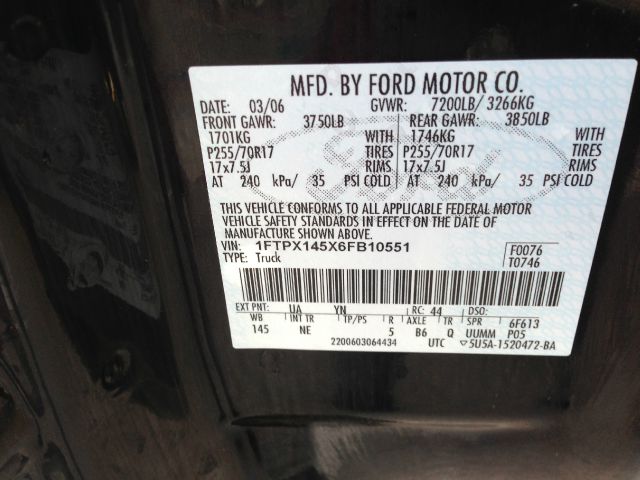 MFD. BY FORD MOTOR CO.
DATE: 03/06 GVWR: 7200LB/ 3266KG
FRONT GAWR: 3750LB REAR GAWR: 3850LB
1701KG WITH 1746KG WITH
P255/70R17 TIRES P255/70R17 TIRES
17x7.5J RIMS 17x7.5J RIMS
AT 240 kPa/ 35 PSI COLD AT 240 kPa/ 35 PSI COLD
THIS VEHICLE CONFORMS TO ALL APPLICABLE FEDERAL MOTOR
VEHICLE SAFETY STANDARDS IN EFFECT ON THE DATE OF
MANUFACTURE SHOWN ABOVE.
VIN: 1FTPX145X6FB10551 F0076
TYPE: Truck T0746
EXT PNT: UA YN RC: 44 DSO:
WB INT TR TP/PS R AXLE TR SPR 6F613
145 NE 5 B6 Q UUMM P05
2200603064434 UTC ▽5U5A-1520472-BA
Ford